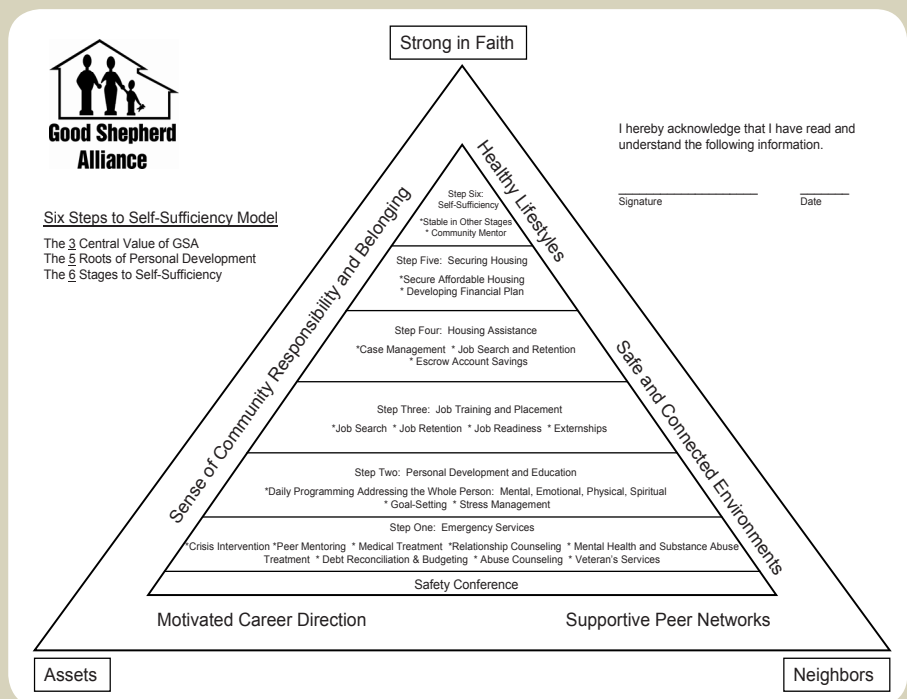 Strong in Faith
Good Shepherd
Alliance
I hereby acknowledge that I have read and
understand the following information.
Signature
Date
Six Steps to Self-Sufficiency Model
The 3 Central Value of GSA
The 5 Roots of Personal Development
The 6 Stages to Self-Sufficiency
Sense of Community Responsibility and Belonging
Healthy Lifestyles
Safe and Connected Environments
Step Six:
Self-Sufficiency
*Stable in Other Stages
* Community Mentor
Step Five: Securing Housing
*Secure Affordable Housing
* Developing Financial Plan
Step Four: Housing Assistance
*Case Management * Job Search and Retention
* Escrow Account Savings
Step Three: Job Training and Placement
*Job Search * Job Retention * Job Readiness * Externships
Step Two: Personal Development and Education
*Daily Programming Addressing the Whole Person: Mental, Emotional, Physical, Spiritual
* Goal-Setting * Stress Management
Step One: Emergency Services
*Crisis Intervention *Peer Mentoring * Medical Treatment *Relationship Counseling * Mental Health and Substance Abuse
Treatment * Debt Reconciliation & Budgeting * Abuse Counseling * Veteran's Services
Safety Conference
Motivated Career Direction
Supportive Peer Networks
Assets
Neighbors